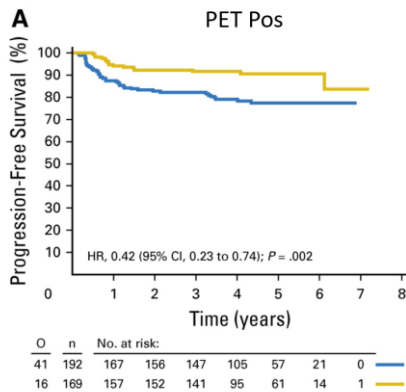 A
PET Pos
Progression-Free Survival (%)
100
90
80
70
60
50
40
30
20
10
HR, 0.42 (95% CI, 0.23 to 0.74); P = .002
0 1 2 3 4 5 6 7 8
Time (years)
O n No. at risk:
41 192 167 156 147 105 57 21 0
16 169 157 152 141 95 61 14 1